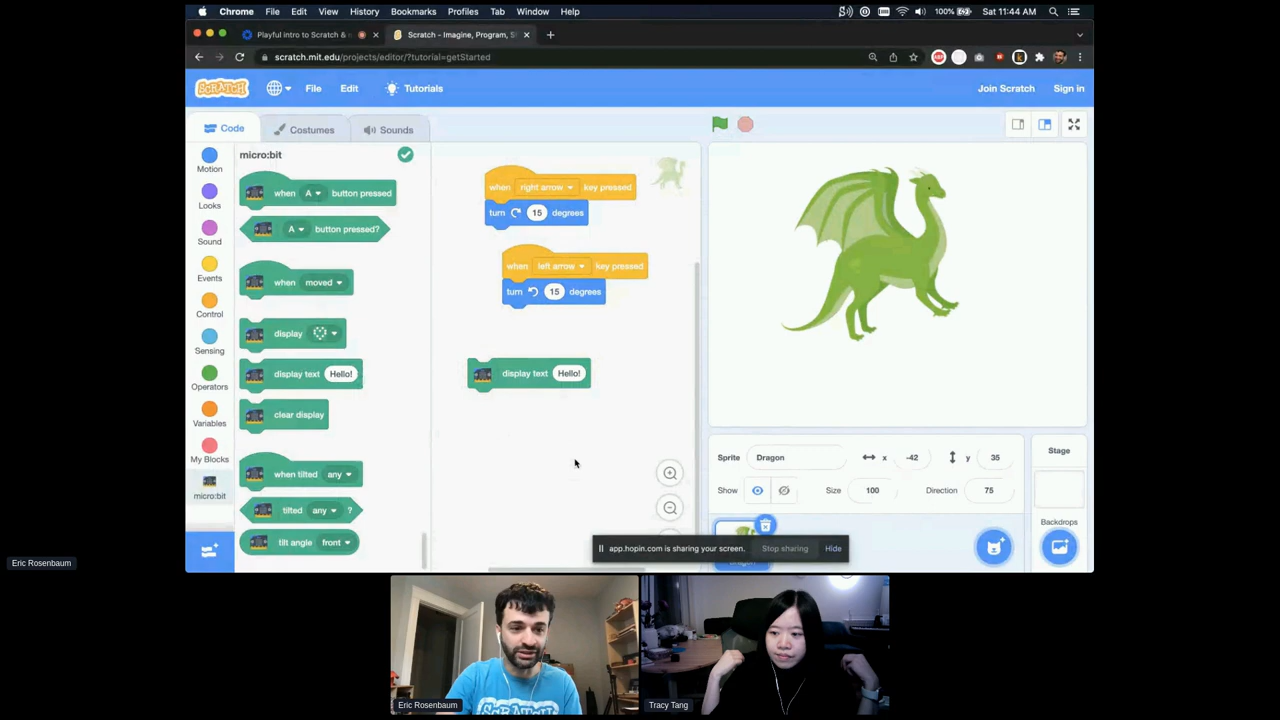 Chrome File Edit View History Bookmarks Profiles Tab Window Help 100% Sat 11:44 AM
Playful intro to Scratch &
Scratch - Imagine, Program, S
scratch.mit.edu/projects/editor/?tutorial=getStarted
SCRATCH File Edit Tutorials Join Scratch Sign in
Code Costumes Sounds
Motion
Looks
Sound
Events
Control
Sensing
Operators
Variables
My Blocks
micro:bit
micro:bit
when A button pressed
A button pressed?
when moved
display
display text Hello!
clear display
when tilted any
tilted any ?
tilt angle front
when right arrow key pressed
turn 15 degrees
when left arrow key pressed
turn 15 degrees
display text Hello!
Sprite Dragon x -42 y 35
Show Size 100 Direction 75
Stage
Backdrops
app.hopin.com is sharing your screen. Stop sharing Hide
Eric Rosenbaum
SCRATCH
Eric Rosenbaum
Tracy Tang